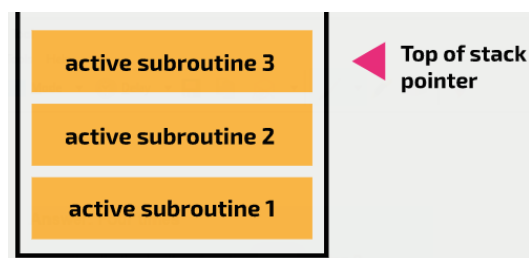 active subroutine 3
Top of stack
pointer
active subroutine 2
active subroutine 1